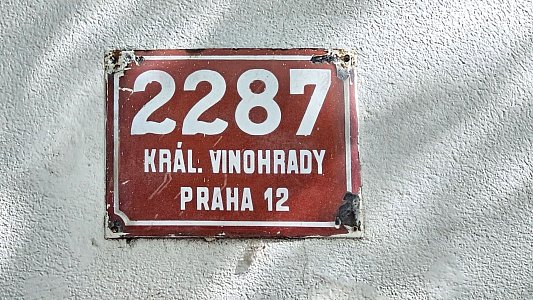 2287
KRÁL. VINOHRADY
PRAHA 12